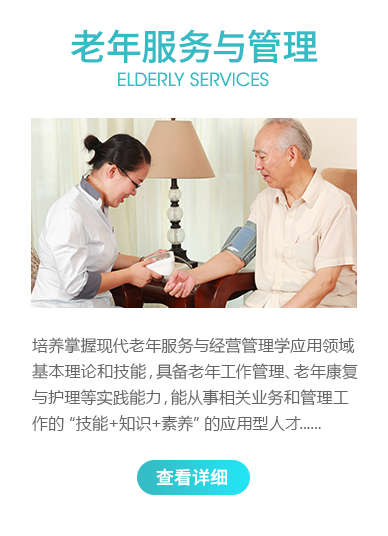 老年服务与管理
ELDERLY SERVICES
培养掌握现代老年服务与经营管理学应用领域
基本理论和技能，具备老年工作管理、老年康复
与护理等实践能力，能从事相关业务和管理工
作的“技能+知识+素养”的应用型人才......
查看详细